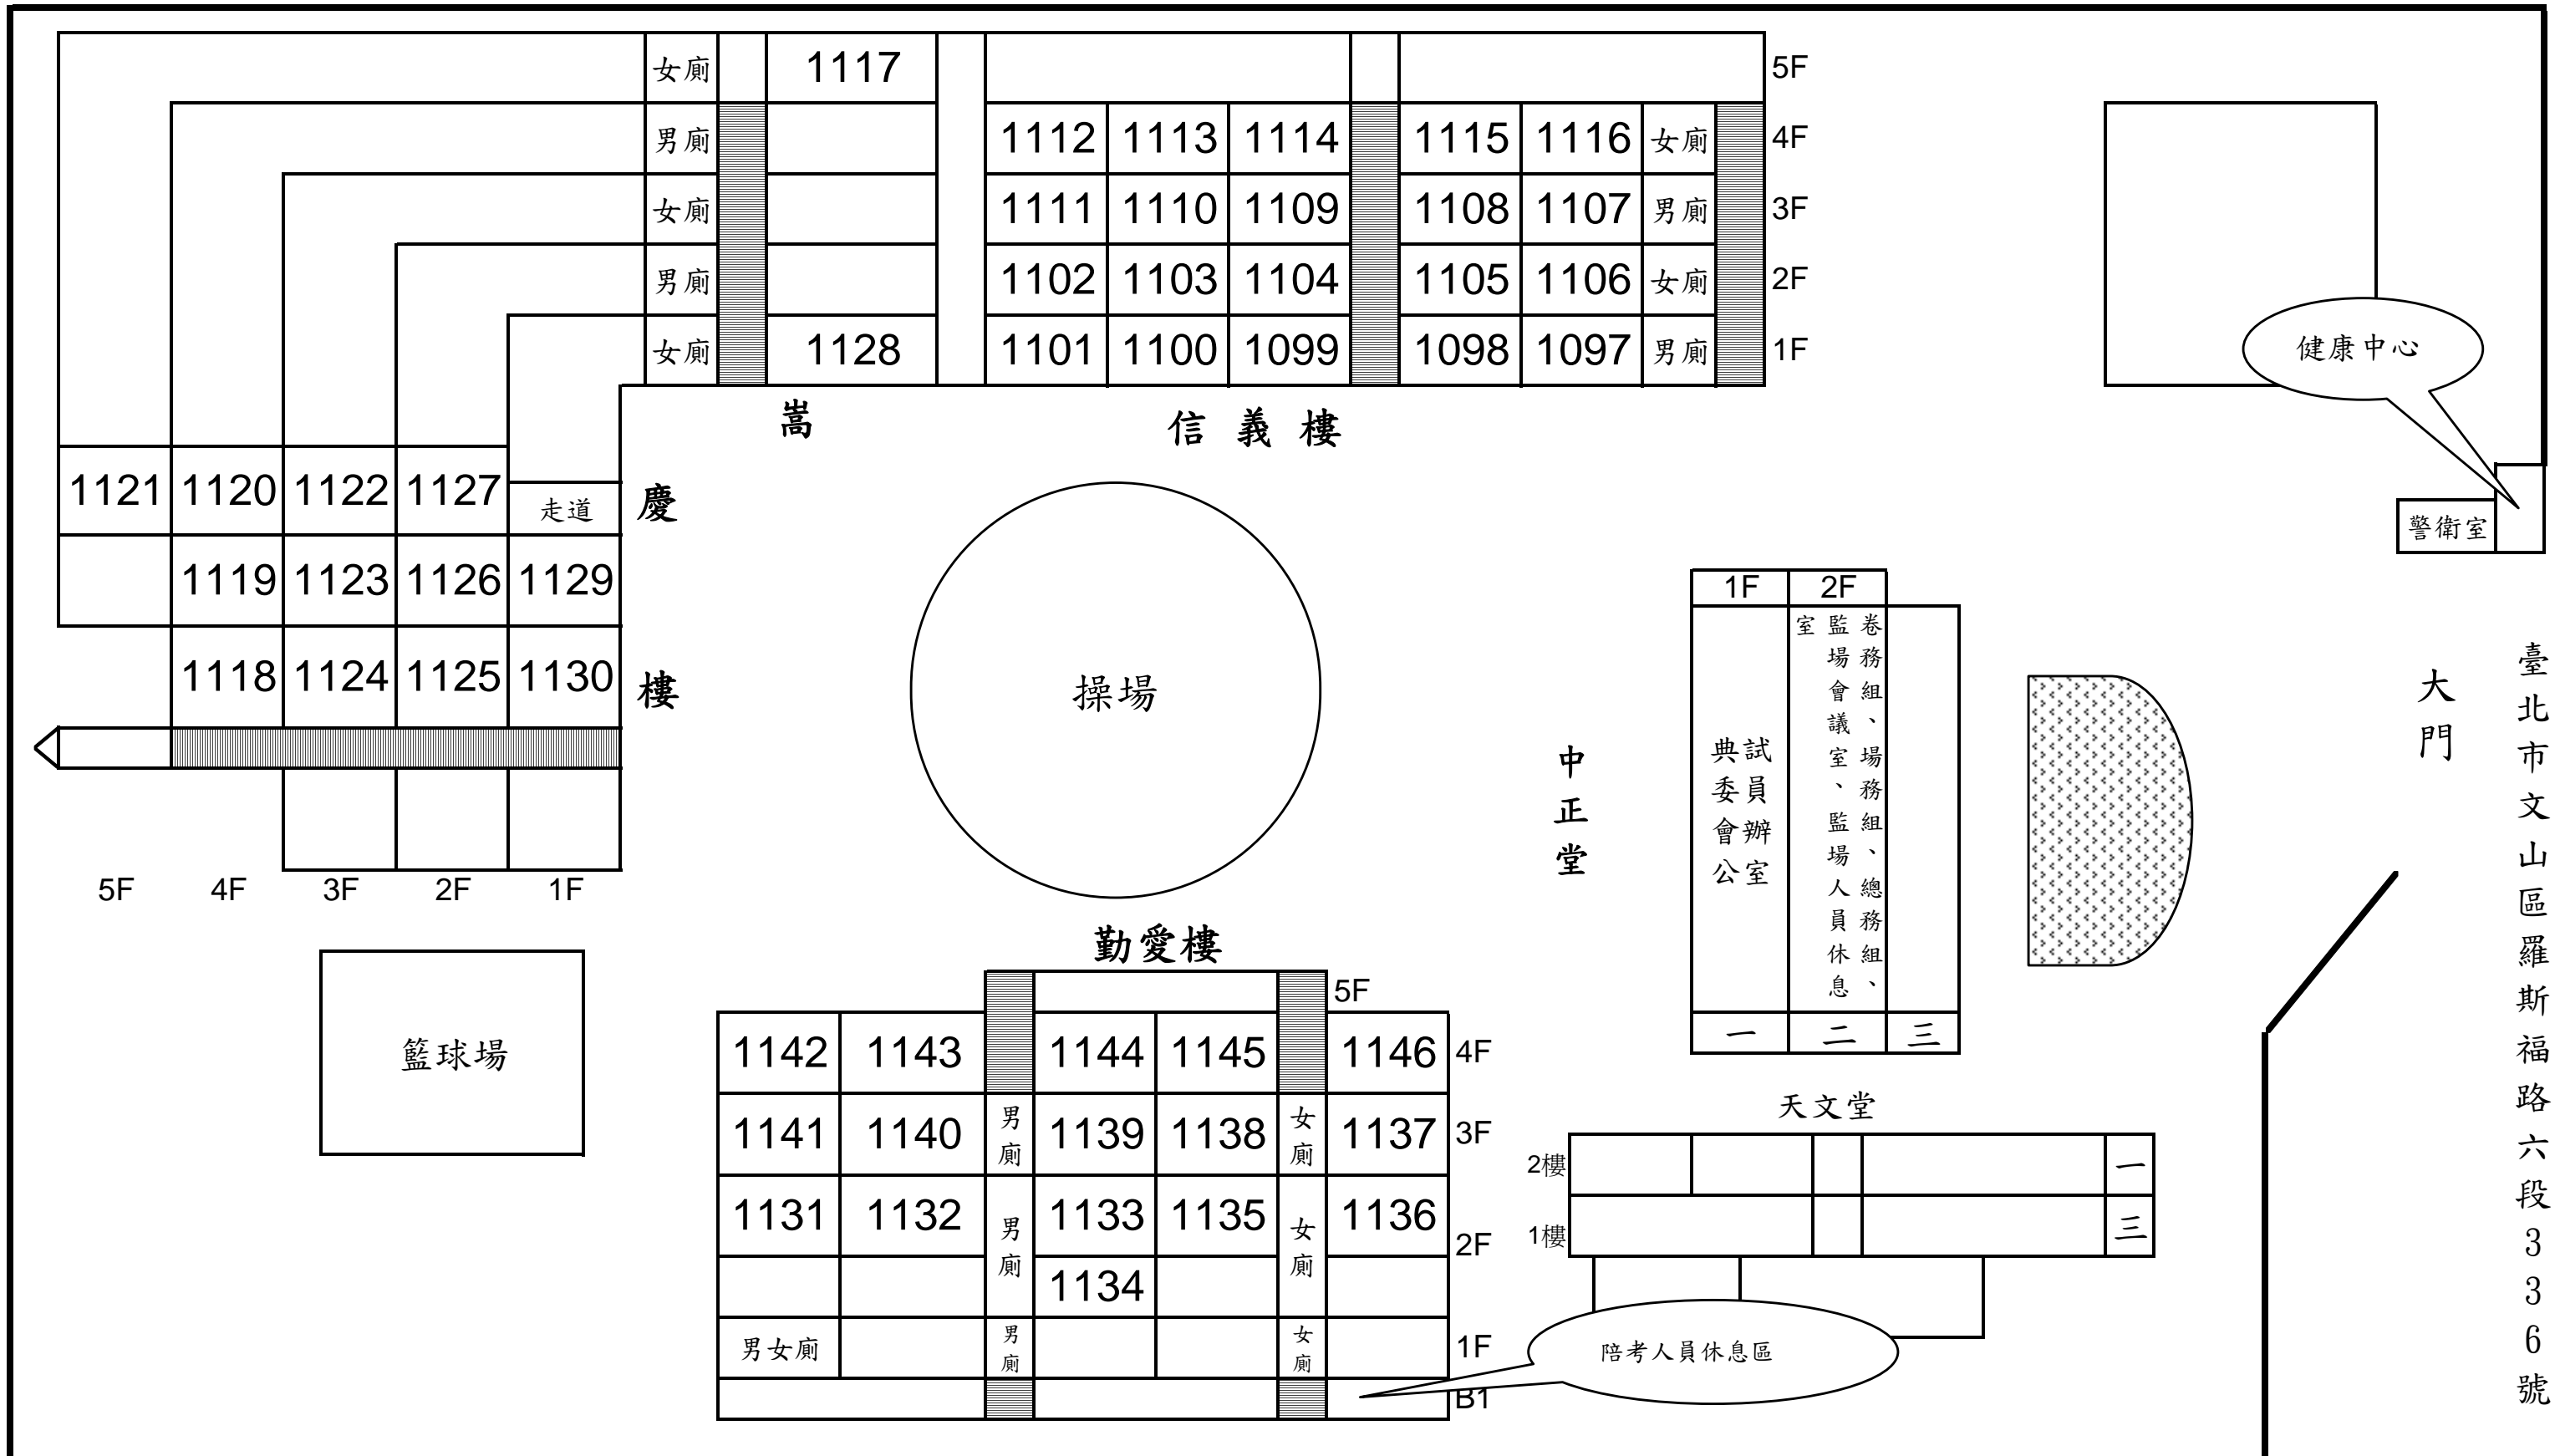 女廁 1117 5F
男廁 1112 1113 1114 1115 1116 女廁 4F
女廁 1111 1110 1109 1108 1107 男廁 3F
男廁 1102 1103 1104 1105 1106 女廁 2F
女廁 1128 1101 1100 1099 1098 1097 男廁 1F
健康中心
嵩慶樓
信義樓
1121 1120 1122 1127 走道
1119 1123 1126 1129
1118 1124 1125 1130
5F 4F 3F 2F 1F
操場
警衛室
1F 2F
試員辦室
典委會公
卷務組、場務組、總務組、
監場會議室、監場人員休息
室
一 二 三
中正堂
大門
臺北市文山區羅斯福路六段336號
籃球場
勤愛樓
5F
1142 1143 1144 1145 1146 4F
1141 1140 男廁 1139 1138 女廁 1137 3F
1131 1132 男廁 1133 1135 女廁 1136 2F
1134
男女廁 男廁 女廁 1F
B1
天文堂
2樓 一
1樓 三
陪考人員休息區